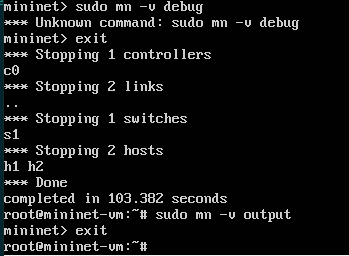 mininet> sudo mn -v debug
*** Unknown command: sudo mn -v debug
mininet> exit
*** Stopping 1 controllers
c0
*** Stopping 2 links
..
*** Stopping 1 switches
s1
*** Stopping 2 hosts
h1 h2
*** Done
completed in 103.382 seconds
root@mininet-vm:~# sudo mn -v output
mininet> exit
root@mininet-vm:~#